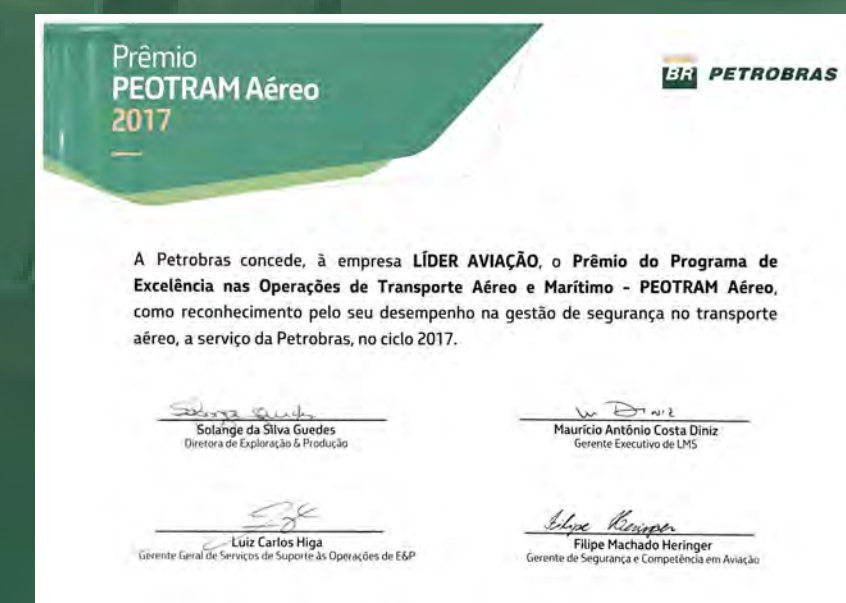 Prêmio
PEOTRAM Aéreo
2017
BR PETROBRAS
A Petrobras concede, à empresa LÍDER AVIAÇÃO, o Prêmio do Programa de
Excelência nas Operações de Transporte Aéreo e Marítimo - PEOTRAM Aéreo,
como reconhecimento pelo seu desempenho na gestão de segurança no transporte
aéreo, a serviço da Petrobras, no ciclo 2017.
Solange da Silva Guedes
Diretora de Exploração & Produção
Diniz
Maurício Antônio Costa Diniz
Gerente Executivo de LMS
Luiz Carlos Higa
Gerente Geral de Serviços de Suporte às Operações de E&P
Filipe Heringer
Filipe Machado Heringer
Gerente de Segurança e Competência em Aviação